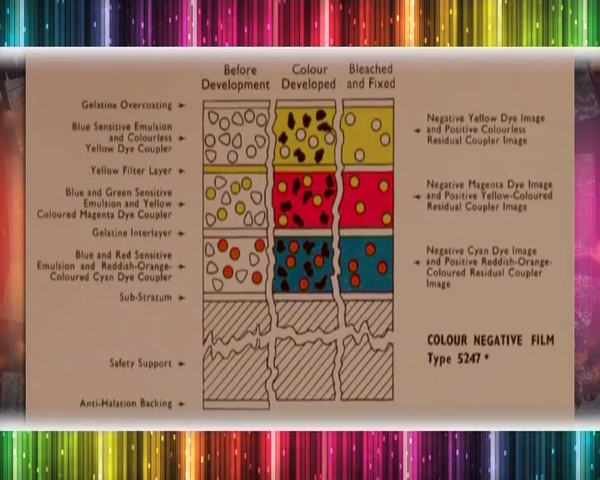 Before
Development
Colour
Developed
Bleached
and Fixed
Gelatine Overcoating
Blue Sensitive Emulsion
and Colourless
Yellow Dye Coupler
Yellow Filter Layer
Blue and Green Sensitive
Emulsion and Yellow
Coloured Magenta Dye Coupler
Gelatine Interlayer
Blue and Red Sensitive
Emulsion and Reddish-Orange-
Coloured Cyan Dye Coupler
Sub-Stratum
Safety Support
Anti-Halation Backing
Negative Yellow Dye Image
and Positive Colourless
Residual Coupler Image
Negative Magenta Dye Image
and Positive Yellow-Coloured
Residual Coupler Image
Negative Cyan Dye Image
and Positive Reddish-Orange-
Coloured Residual Coupler
Image
COLOUR NEGATIVE FILM
Type 5247*